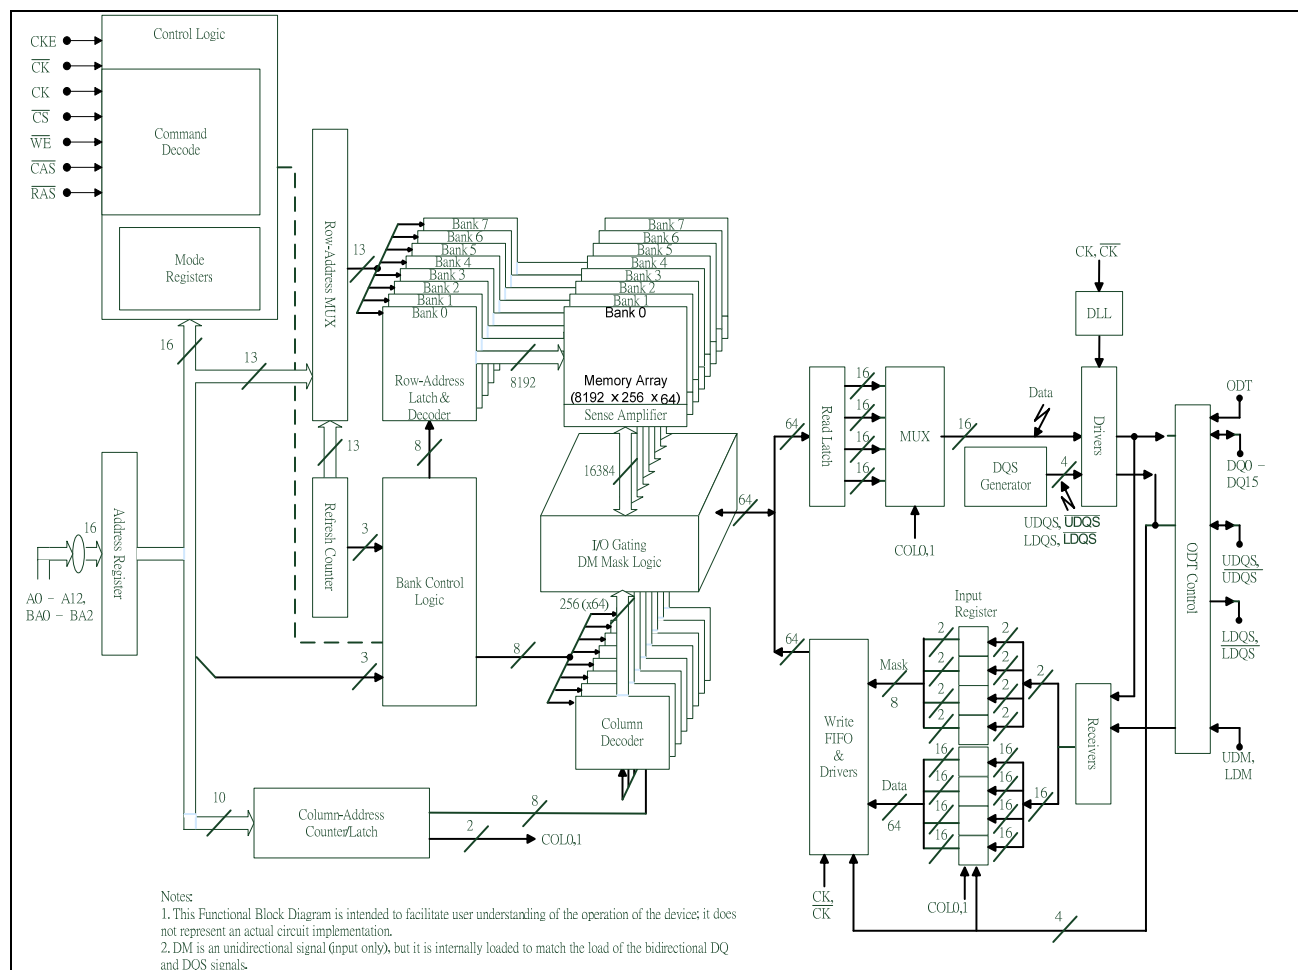 Control Logic
CKE
CK
CK
CS
WE
CAS
RAS
Command
Decode
Mode
Registers
16
13
Row-Address MUX
13
Bank 7
Bank 6
Bank 5
Bank 4
Bank 3
Bank 2
Bank 1
Bank 0
Row-Address
Latch &
Decoder
8192
Bank 7
Bank 6
Bank 5
Bank 4
Bank 3
Bank 2
Bank 1
Bank 0
Memory Array
(8192 x 256 x 64)
Sense Amplifier
16384
I/O Gating
DM Mask Logic
13
8
Refresh Counter
3
Bank Control
Logic
16
Address Register
A0 - A12,
BA0 - BA2
3
8
256 (x64)
Column
Decoder
10
Column-Address
Counter/Latch
8
2
COL0,1
64
64
64
Read Latch
16
16
16
16
MUX
COL0,1
16
Data
DQS
Generator
4
UDQS, UDQS
LDQS, LDQS
CK, CK
DLL
Drivers
ODT
DQ0 -
DQ15
ODT Control
UDQS,
UDQS
LDQS,
LDQS
UDM,
LDM
Input
Register
2
2
2
2
2
2
2
2
2
Mask
8
Write
FIFO
&
Drivers
Data
64
16
16
16
16
16
16
16
16
16
Receivers
CK,
CK
COL0,1
4
Notes:
1. This Functional Block Diagram is intended to facilitate user understanding of the operation of the device; it does
not represent an actual circuit implementation.
2. DM is an unidirectional signal (input only), but it is internally loaded to match the load of the bidirectional DQ
and DQS signals.